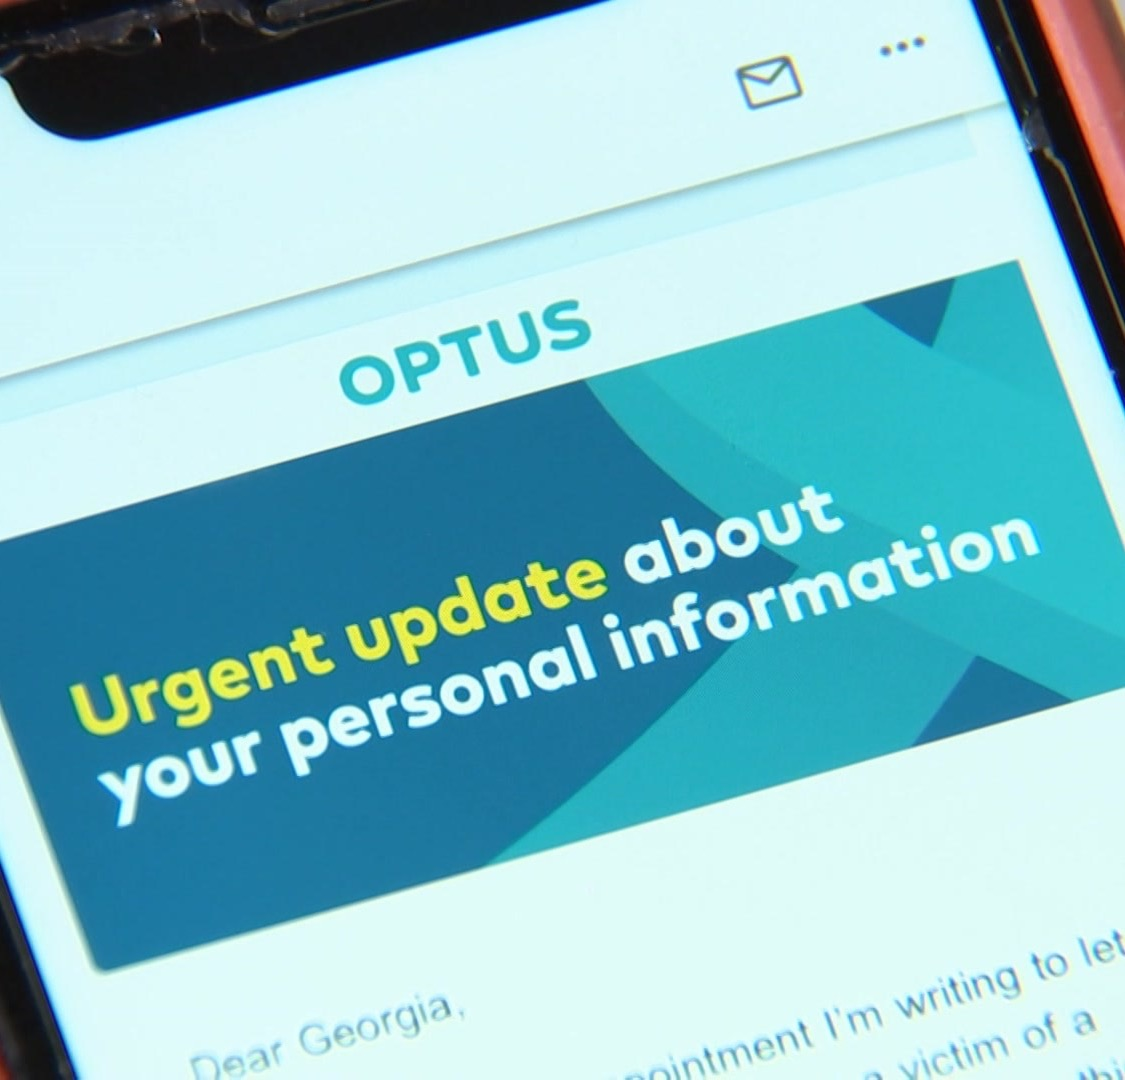 OPTUS
Urgent update about
your personal information
Dear Georgia,
I'm writing to let
a victim of a